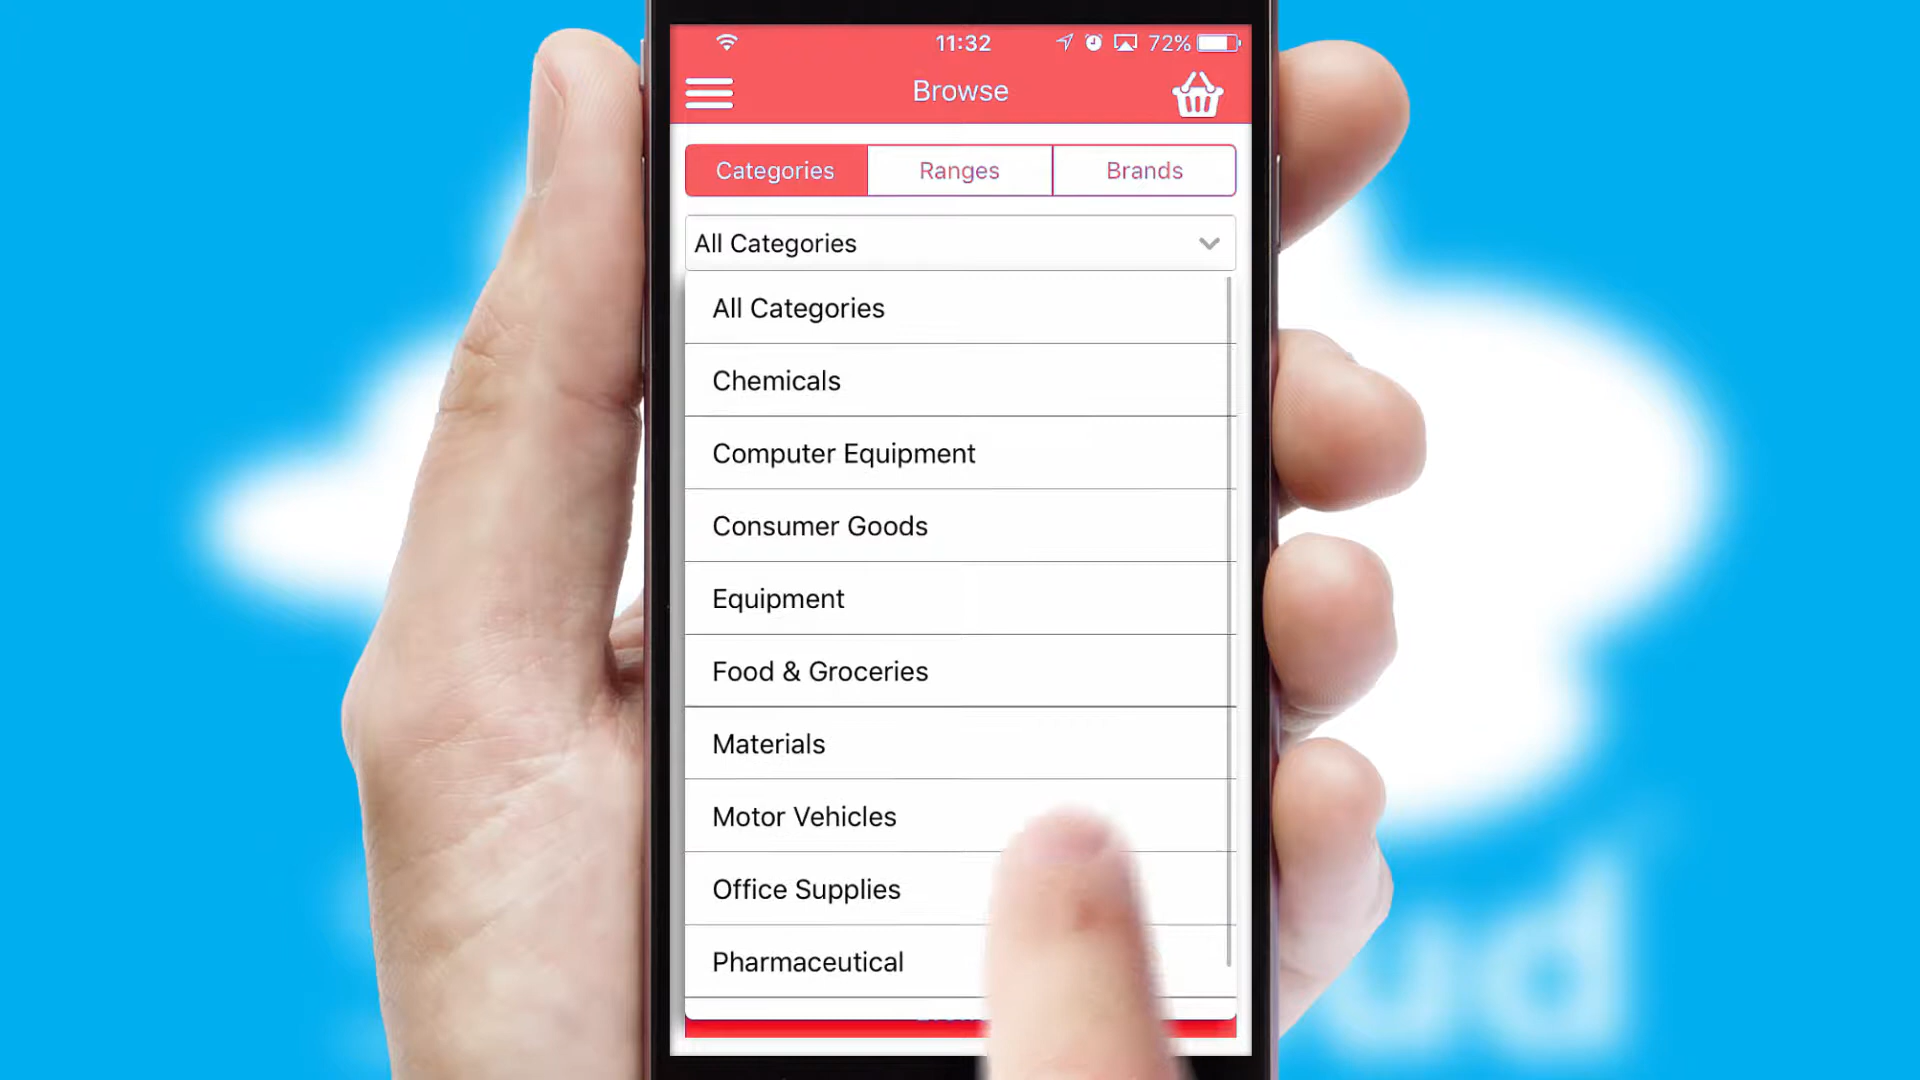 11:32
72%
Browse
Categories
Ranges
Brands
All Categories
All Categories
Chemicals
Computer Equipment
Consumer Goods
Equipment
Food & Groceries
Materials
Motor Vehicles
Office Supplies
Pharmaceutical
ud